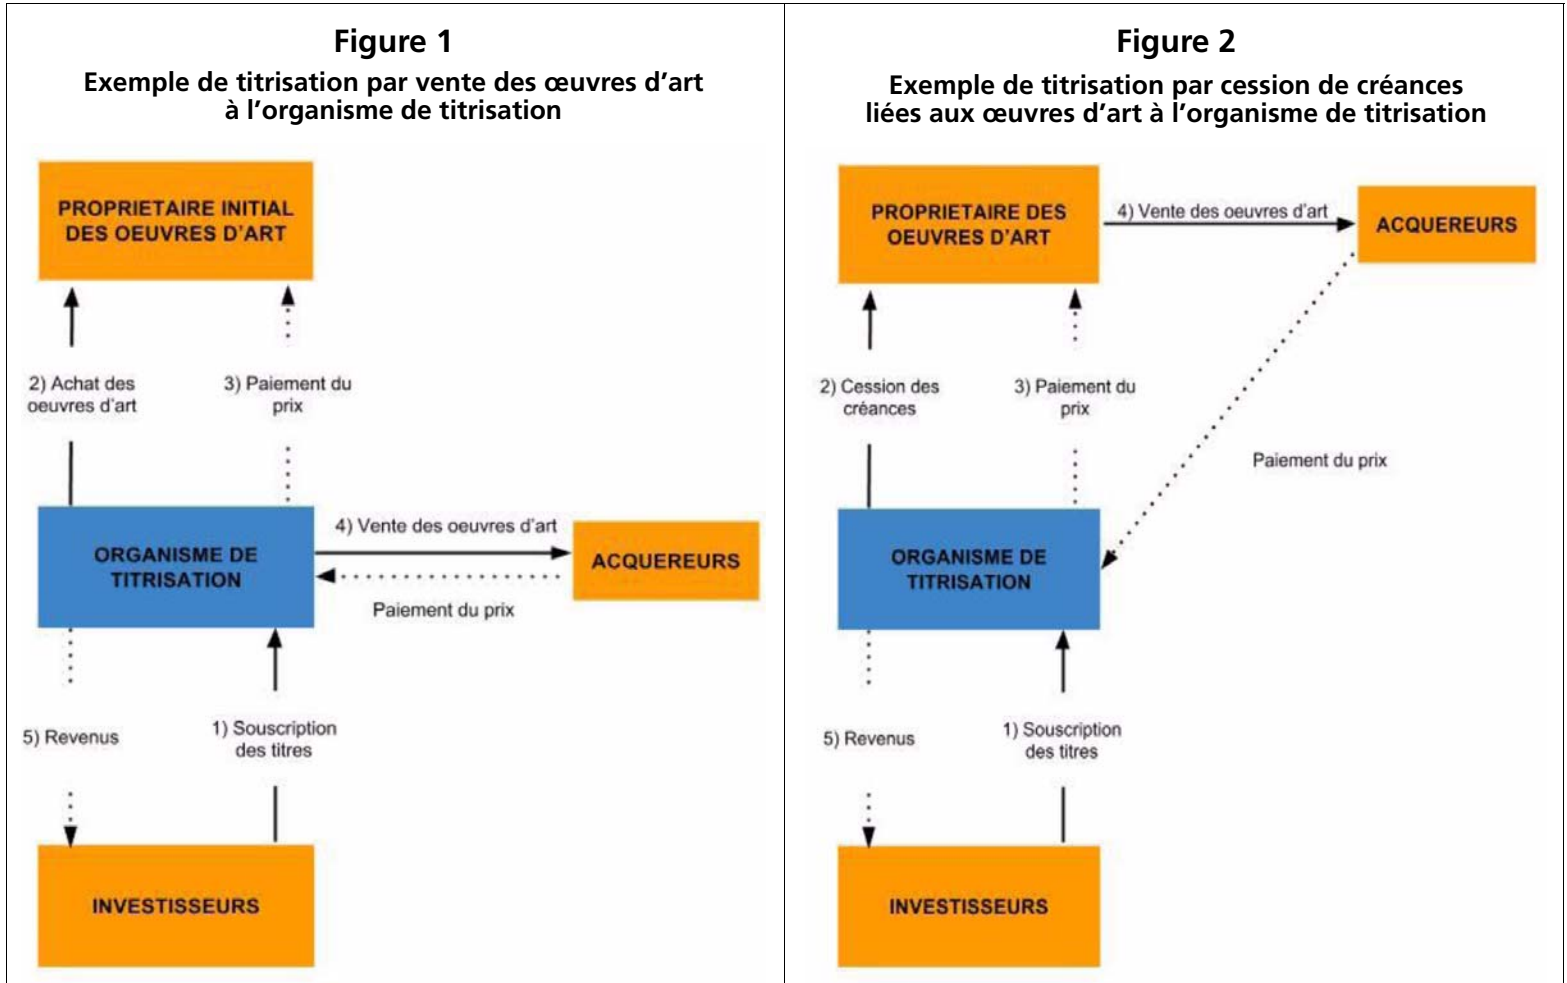 Figure 1
Exemple de titrisation par vente des œuvres d’art
à l’organisme de titrisation
PROPRIETAIRE INITIAL
DES OEUVRES D’ART
2) Achat des
oeuvres d’art
3) Paiement du
prix
ORGANISME DE
TITRISATION
4) Vente des oeuvres d’art
Paiement du prix
ACQUEREURS
5) Revenus
1) Souscription
des titres
INVESTISSEURS
Figure 2
Exemple de titrisation par cession de créances
liées aux œuvres d’art à l’organisme de titrisation
PROPRIETAIRE DES
OEUVRES D’ART
4) Vente des oeuvres d’art
ACQUEREURS
2) Cession des
créances
3) Paiement du
prix
Paiement du prix
ORGANISME DE
TITRISATION
5) Revenus
1) Souscription
des titres
INVESTISSEURS